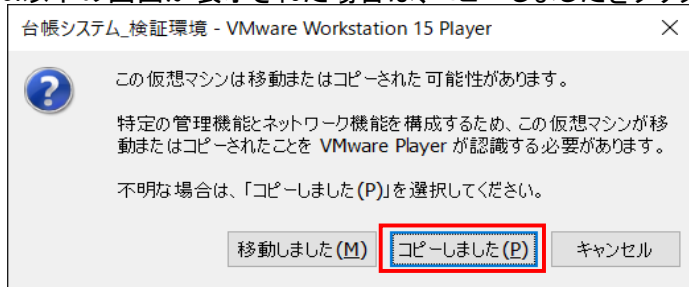 台帳システム_検証環境 - VMware Workstation 15 Player
この仮想マシンは移動またはコピーされた可能性があります。
特定の管理機能とネットワーク機能を構成するため、この仮想マシンが移
動またはコピーされたことを VMware Player が認識する必要があります。
不明な場合は、「コピーしました(P)」を選択してください。
移動しました(M) コピーしました(P) キャンセル